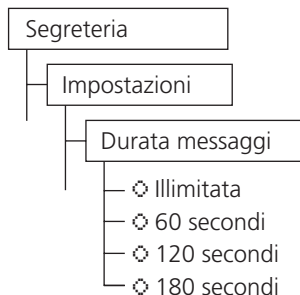 Segreteria
Impostazioni
Durata messaggi
Illimitata
60 secondi
120 secondi
180 secondi